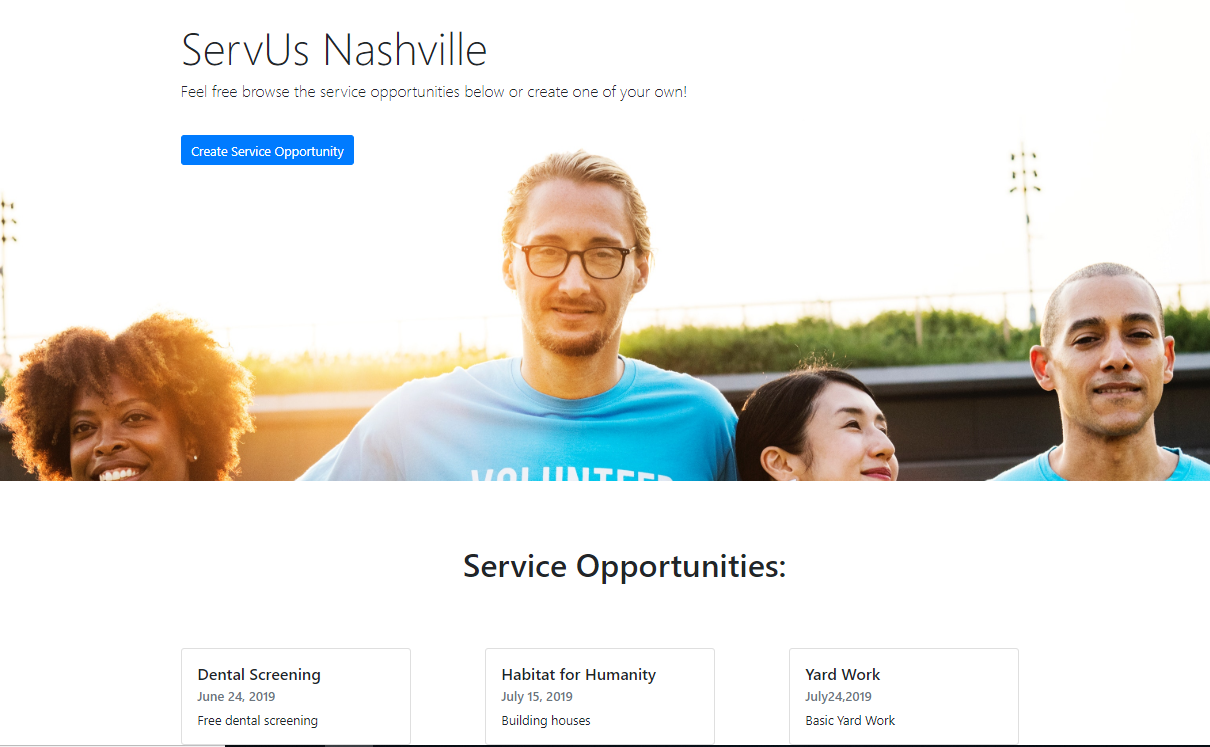 ServUs Nashville
Feel free browse the service opportunities below or create one of your own!
Create Service Opportunity
VOLUNTEER
Service Opportunities:
Dental Screening
June 24, 2019
Free dental screening
Habitat for Humanity
July 15, 2019
Building houses
Yard Work
July24,2019
Basic Yard Work